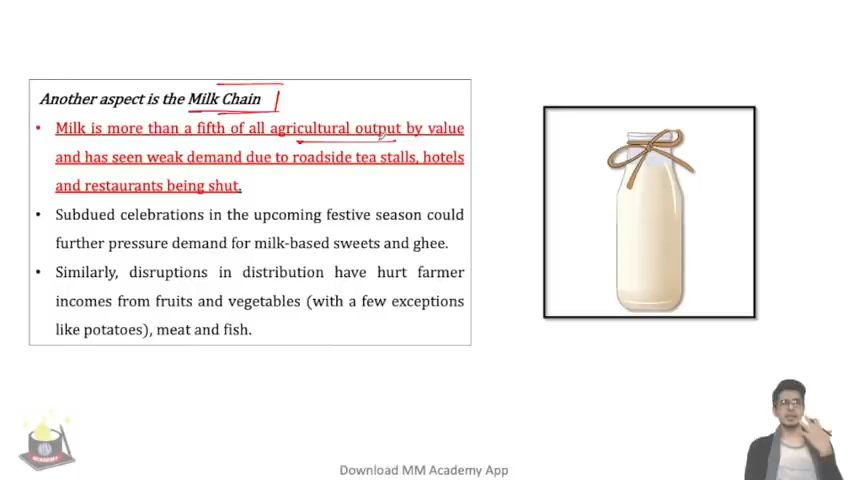 Another aspect is the Milk Chain
• Milk is more than a fifth of all agricultural output by value
and has seen weak demand due to roadside tea stalls, hotels
and restaurants being shut.
• Subdued celebrations in the upcoming festive season could
further pressure demand for milk-based sweets and ghee.
• Similarly, disruptions in distribution have hurt farmer
incomes from fruits and vegetables (with a few exceptions
like potatoes), meat and fish.
ACADEMY
Download MM Academy App